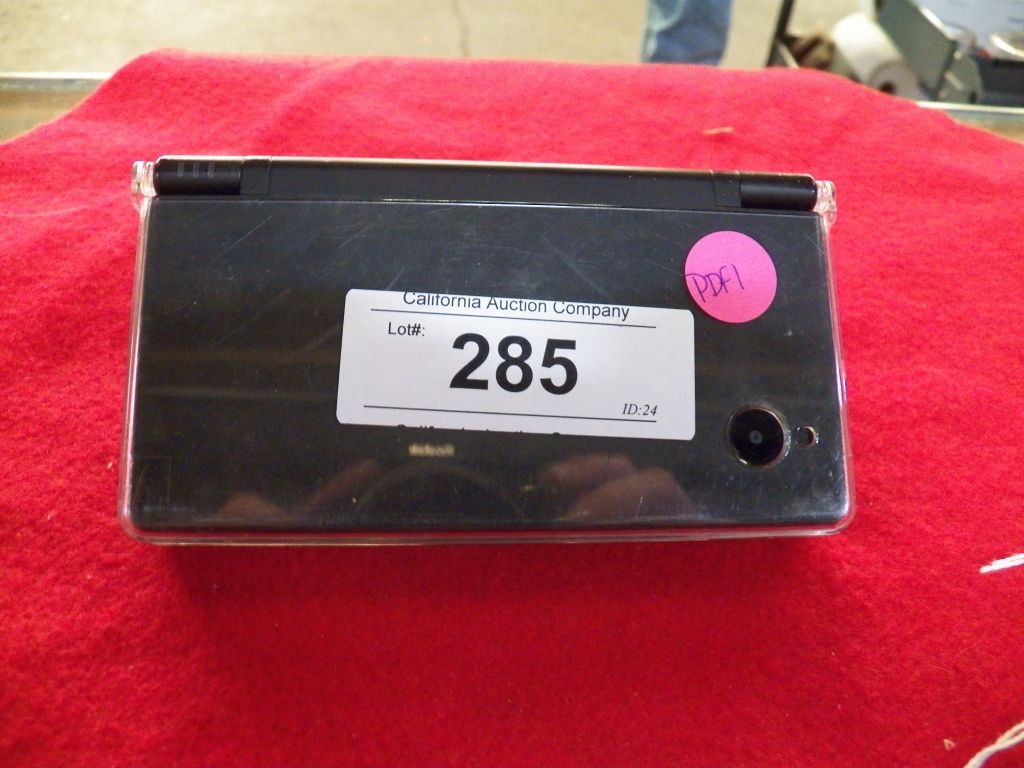 California Auction Company
Lot#:
285
ID:24
PDF1